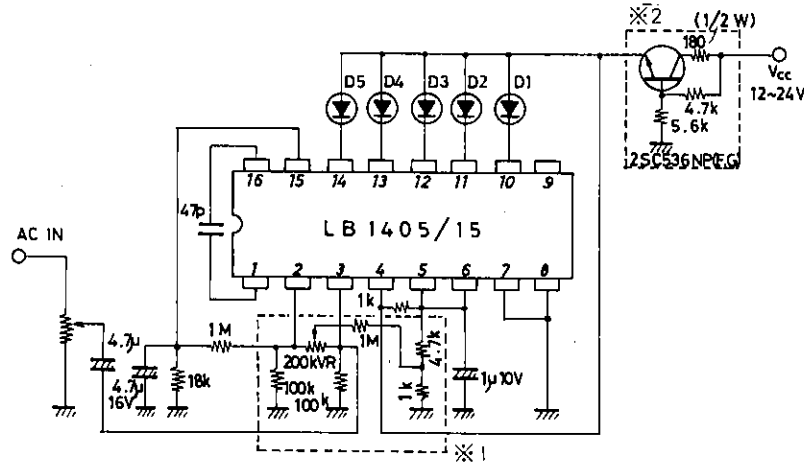 ※2
(1/2 W)
180
Vcc
12~24V
4.7k
5.6k
2SC536NP(F.G)
D5 D4 D3 D2 D1
16 15 14 13 12 11 10 9
47p
LB1405/15
AC IN
1 2 3 4 5 6 7 8
1k
1M
200kVR
1M
4.7k
4.7μ
4.7μ
16V
18k
100k
100k
1k
1μ10V
※1